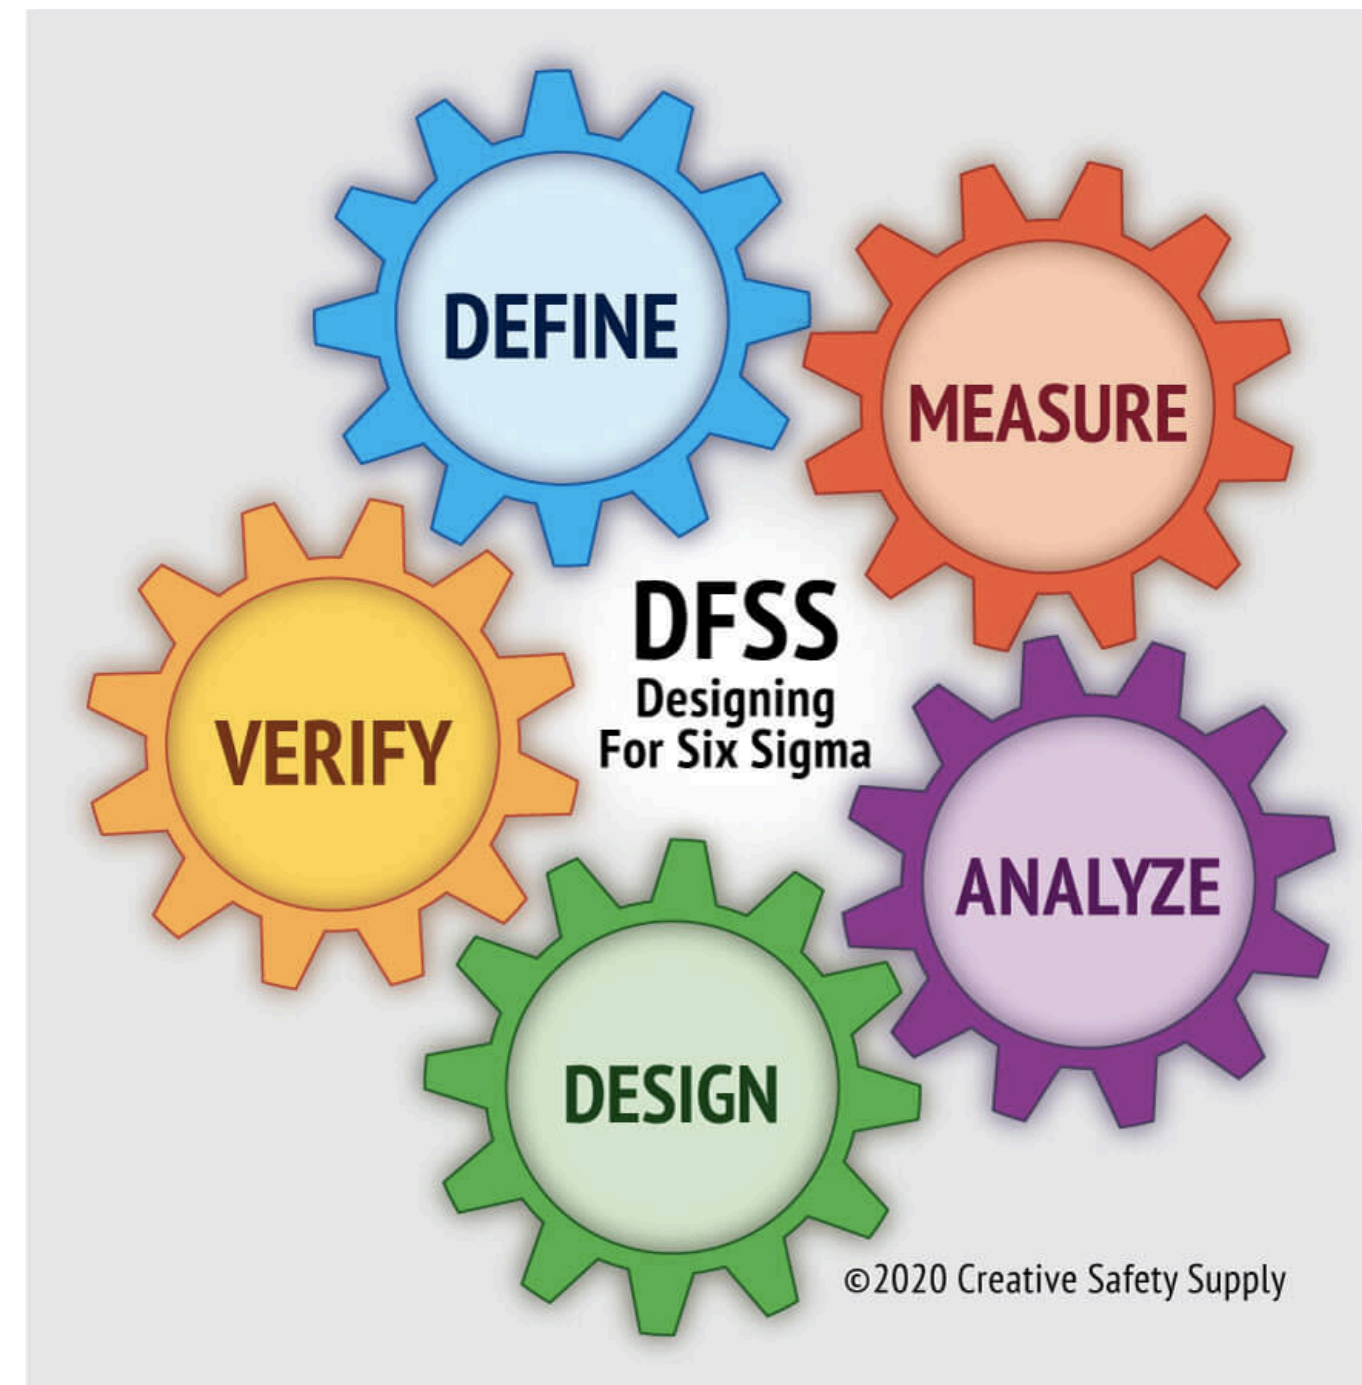 DEFINE
MEASURE
DFSS
Designing
For Six Sigma
VERIFY
ANALYZE
DESIGN
©2020 Creative Safety Supply